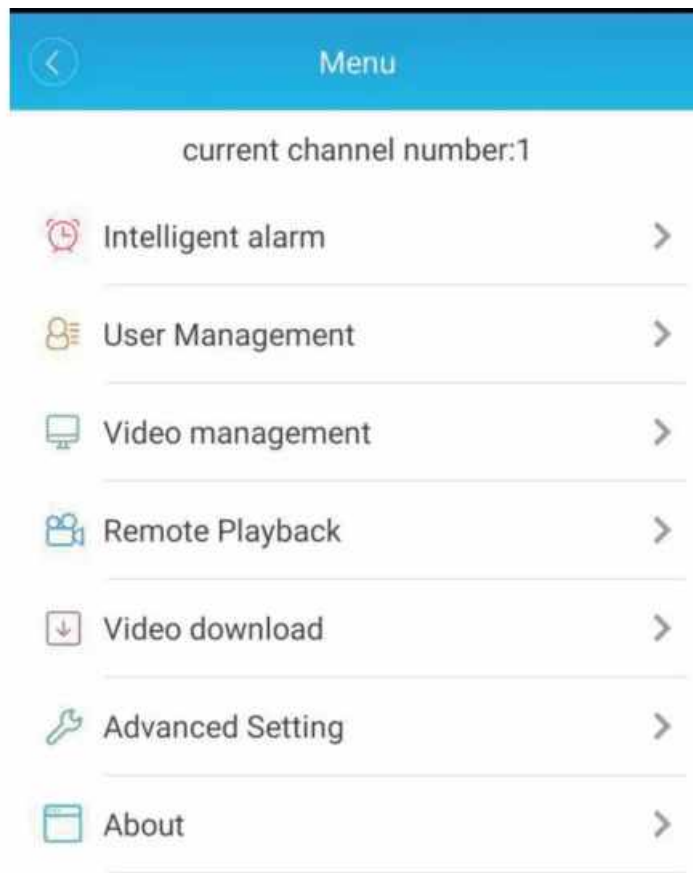 Menu
current channel number:1
Intelligent alarm
User Management
Video management
Remote Playback
Video download
Advanced Setting
About